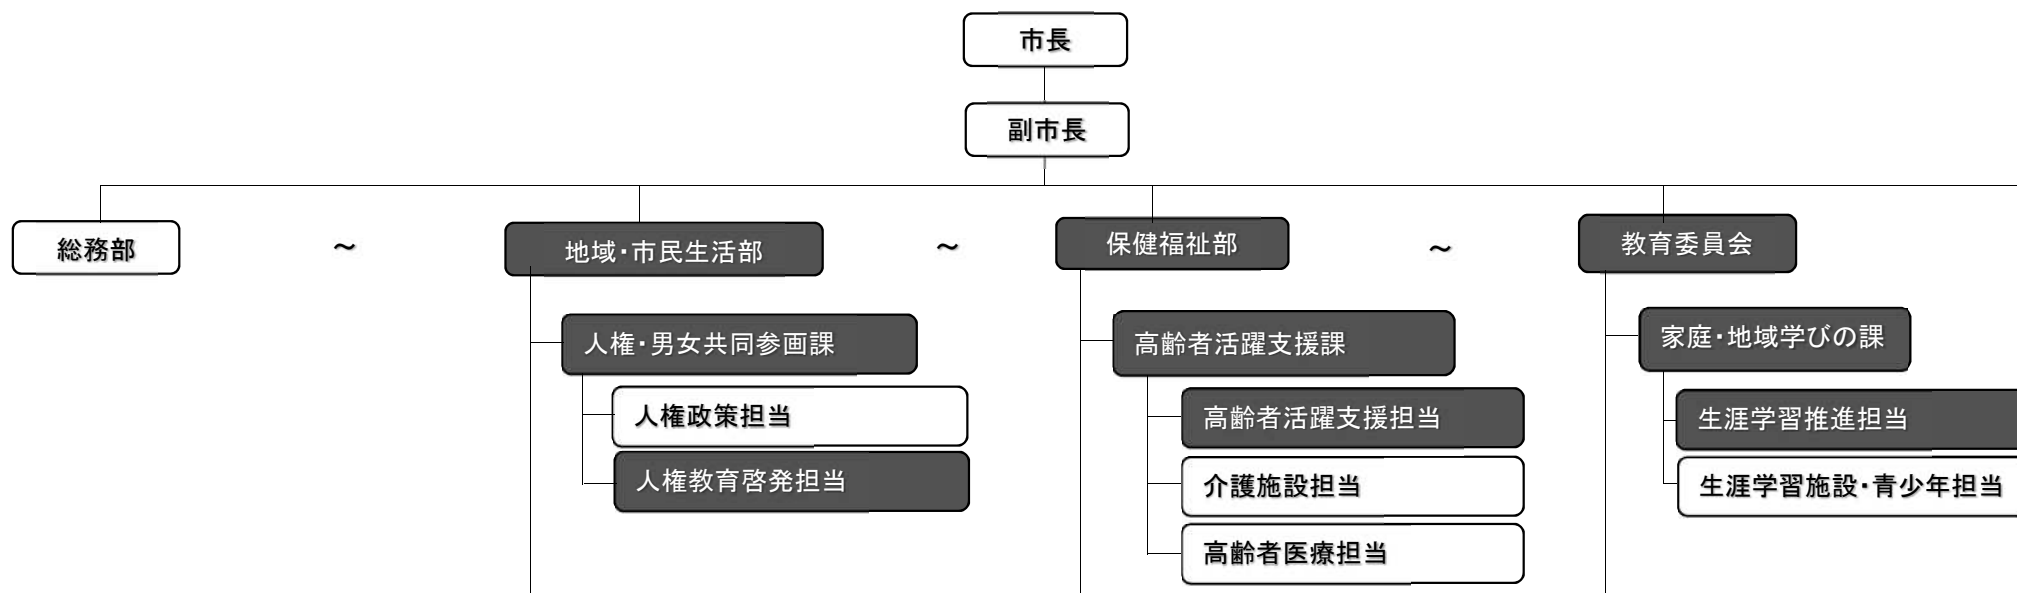 市長
副市長
総務部
～
地域・市民生活部
～
保健福祉部
～
教育委員会
人権・男女共同参画課
人権政策担当
人権教育啓発担当
高齢者活躍支援課
高齢者活躍支援担当
介護施設担当
高齢者医療担当
家庭・地域学びの課
生涯学習推進担当
生涯学習施設・青少年担当